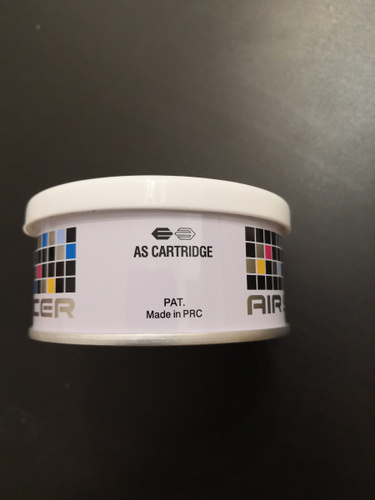 AS CARTRIDGE
PAT.
Made in PRC
CER
AIR